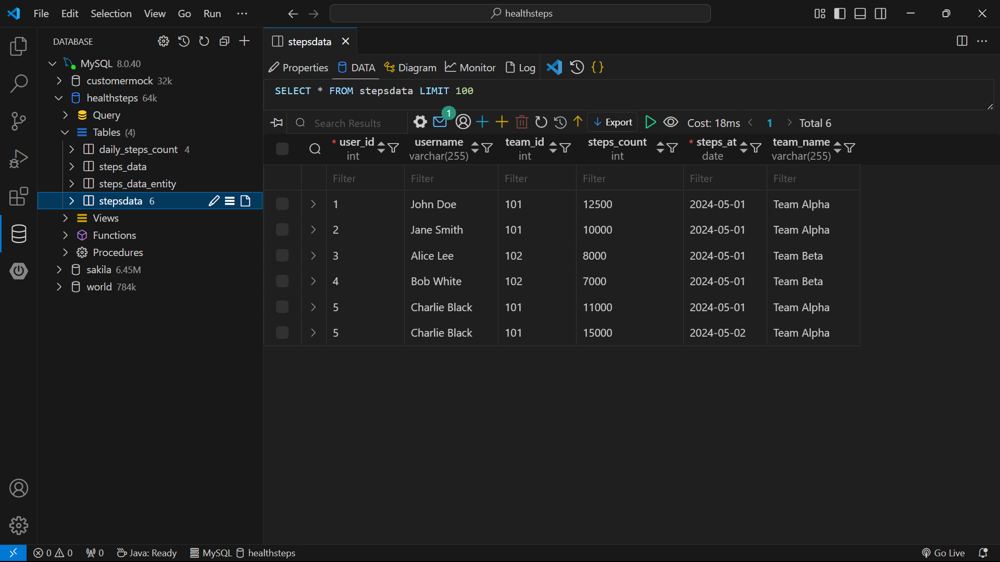 File Edit Selection View Go Run ··· healthsteps
DATABASE
MySQL 8.0.40
customermock 32k
healthsteps 64k
Query
Tables (4)
daily_steps_count 4
steps_data
steps_data_entity
stepsdata 6
Views
Functions
Procedures
sakila 6.45M
world 784k
stepsdata
Properties DATA Diagram Monitor Log {}
SELECT * FROM stepsdata LIMIT 100
Search Results 1 Export Cost: 18ms 1 Total 6
* user_id username team_id steps_count * steps_at team_name
int varchar(255) int int date varchar(255)
Filter Filter Filter Filter Filter Filter
1 John Doe 101 12500 2024-05-01 Team Alpha
2 Jane Smith 101 10000 2024-05-01 Team Alpha
3 Alice Lee 102 8000 2024-05-01 Team Beta
4 Bob White 102 7000 2024-05-01 Team Beta
5 Charlie Black 101 11000 2024-05-01 Team Alpha
5 Charlie Black 101 15000 2024-05-02 Team Alpha
0 0 0 Java: Ready MySQL healthsteps Go Live